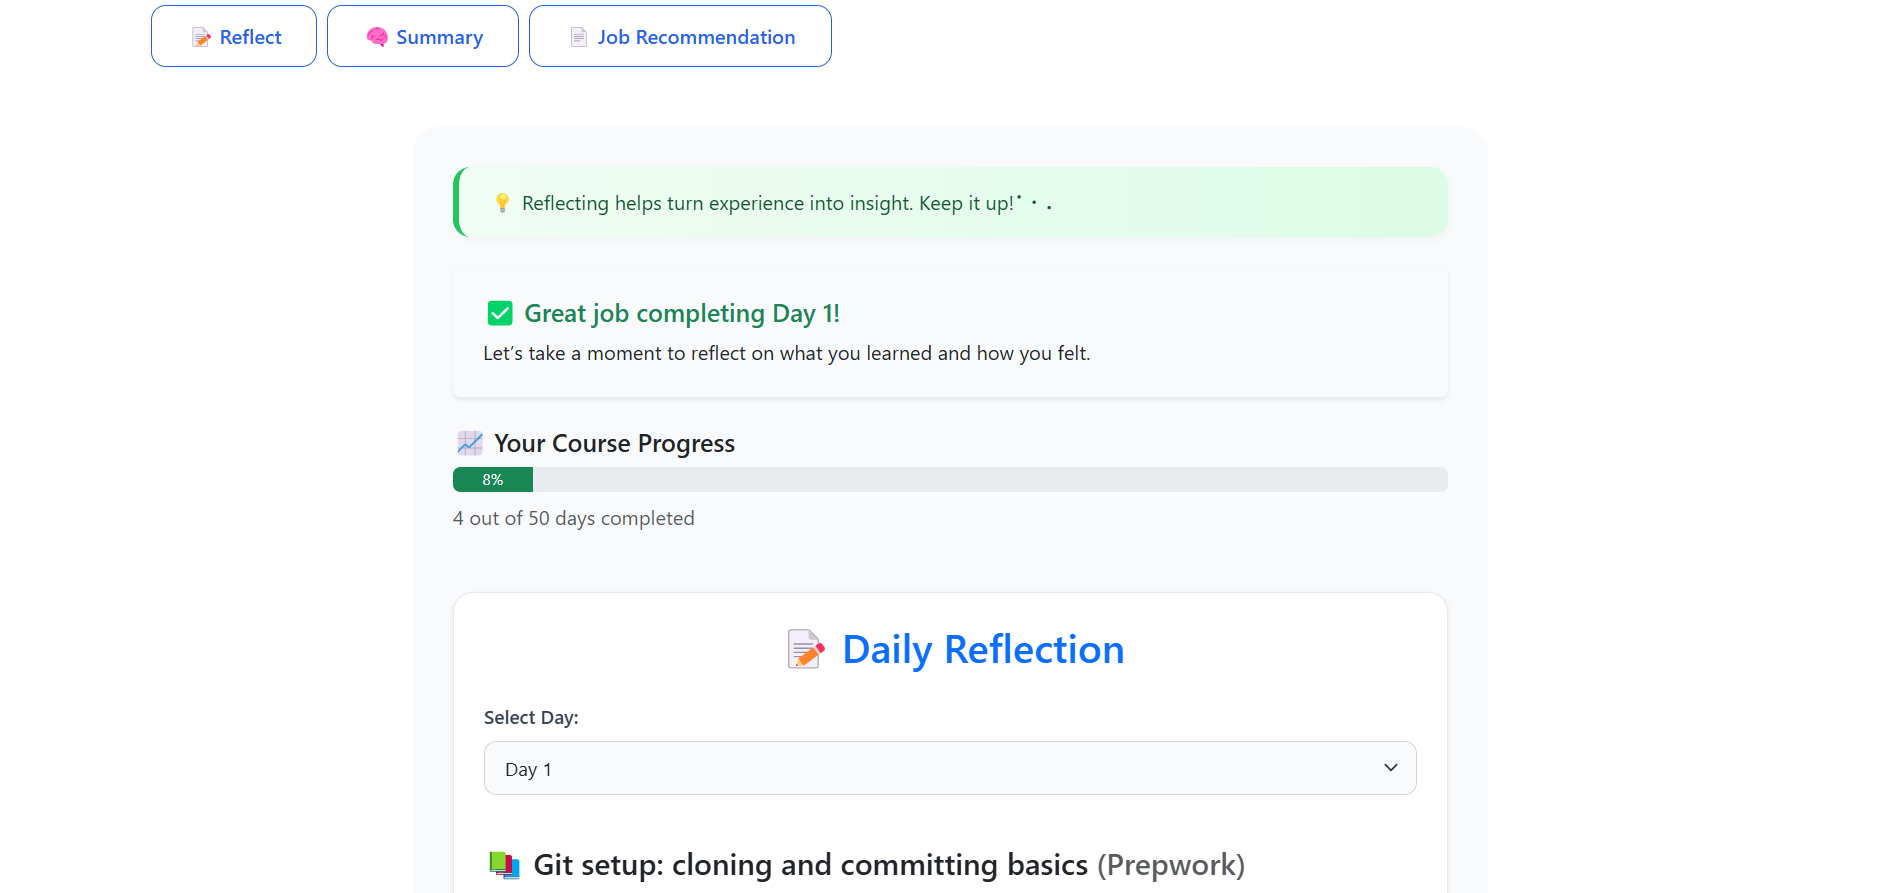 Reflect
Summary
Job Recommendation
Reflecting helps turn experience into insight. Keep it up!
Great job completing Day 1!
Let's take a moment to reflect on what you learned and how you felt.
Your Course Progress
8%
4 out of 50 days completed
Daily Reflection
Select Day:
Day 1
Git setup: cloning and committing basics (Prepwork)